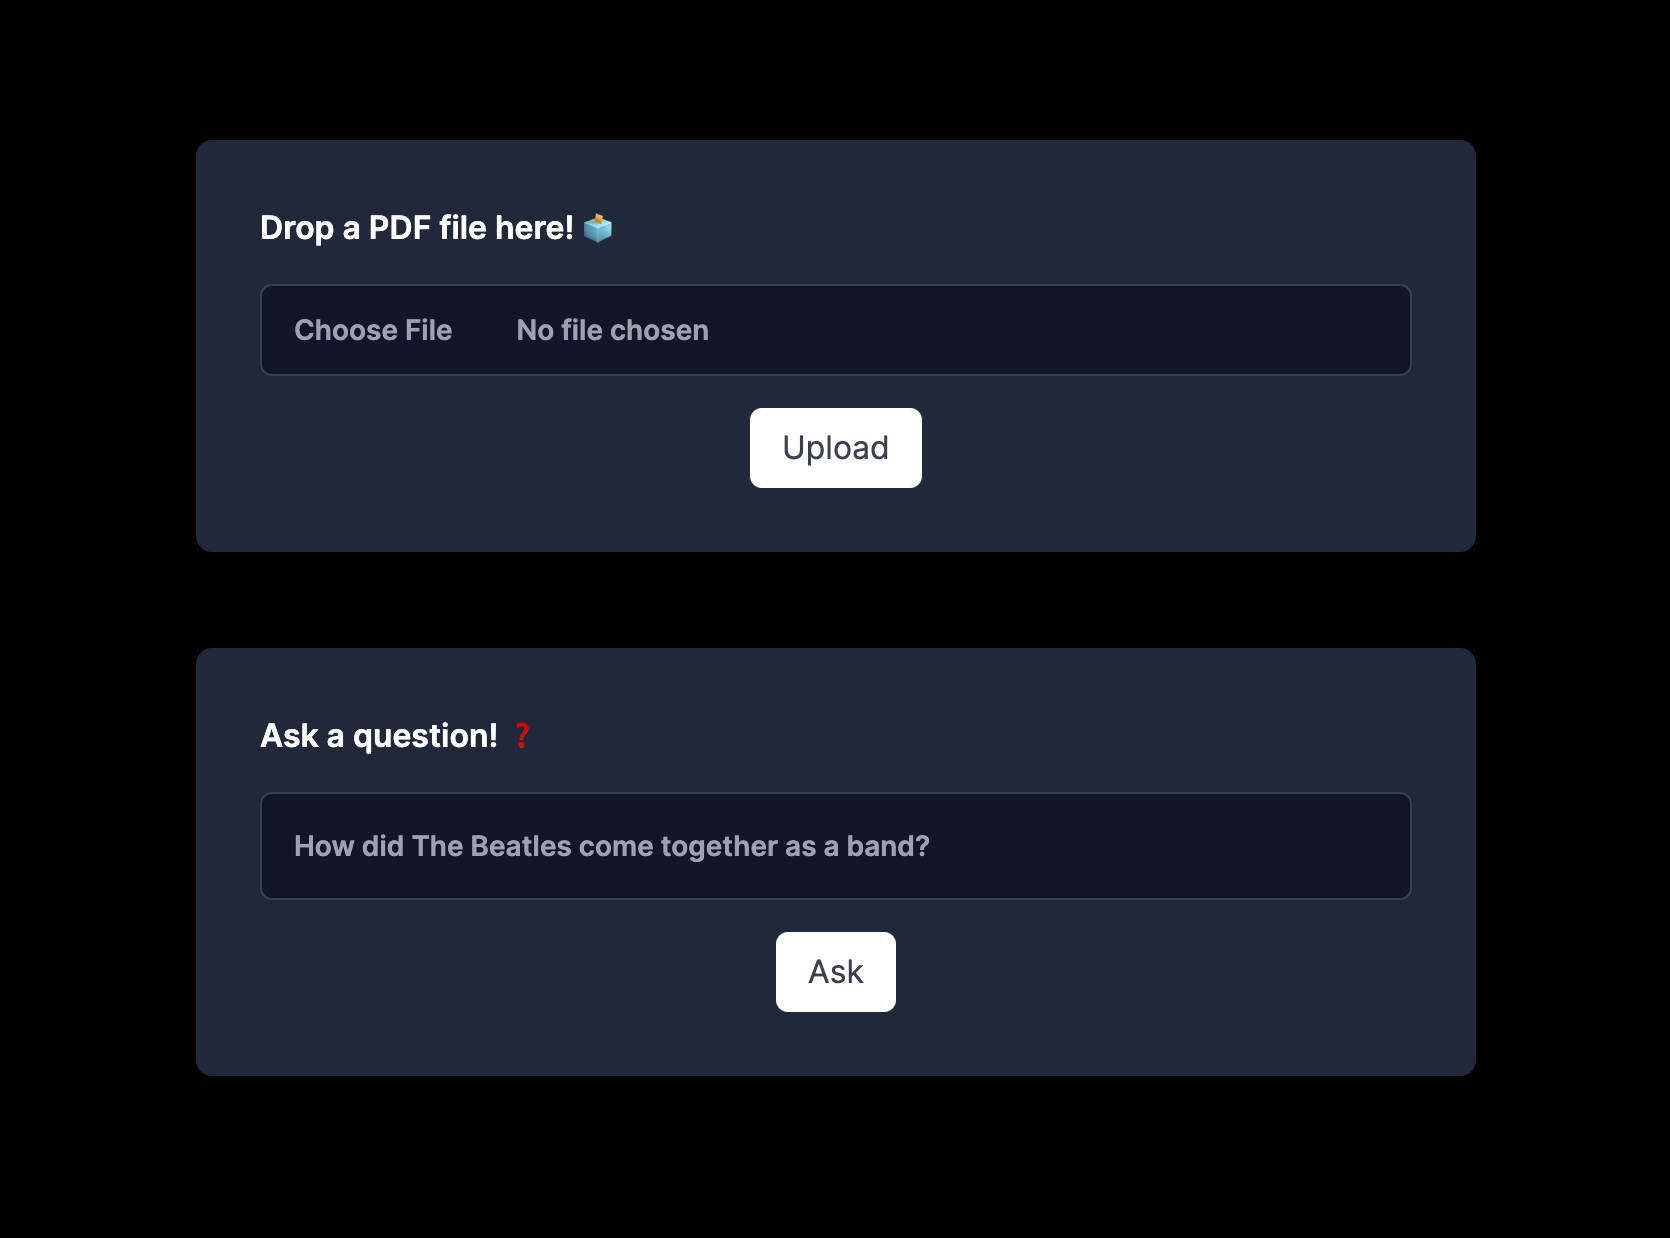 Drop a PDF file here! 🗳️
Choose File No file chosen
Upload
Ask a question! ❓
How did The Beatles come together as a band?
Ask